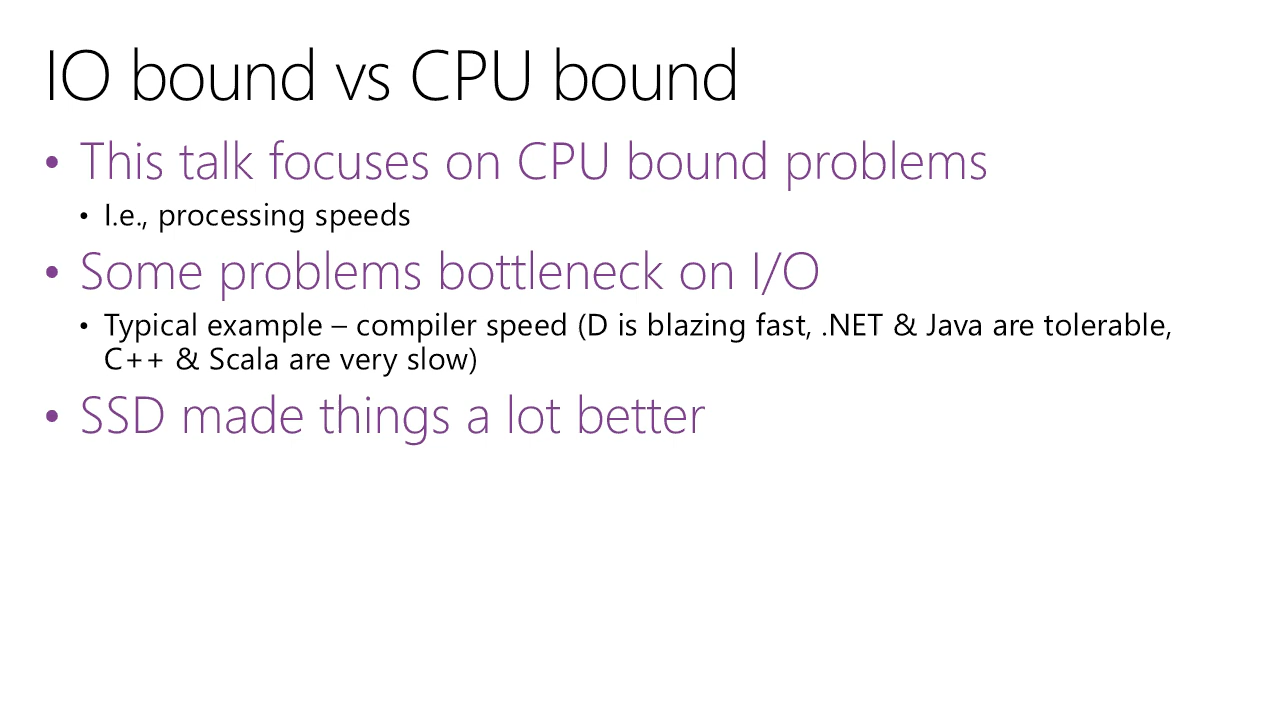 IO bound vs CPU bound
• This talk focuses on CPU bound problems
• I.e., processing speeds
• Some problems bottleneck on I/O
• Typical example – compiler speed (D is blazing fast, .NET & Java are tolerable,
C++ & Scala are very slow)
• SSD made things a lot better